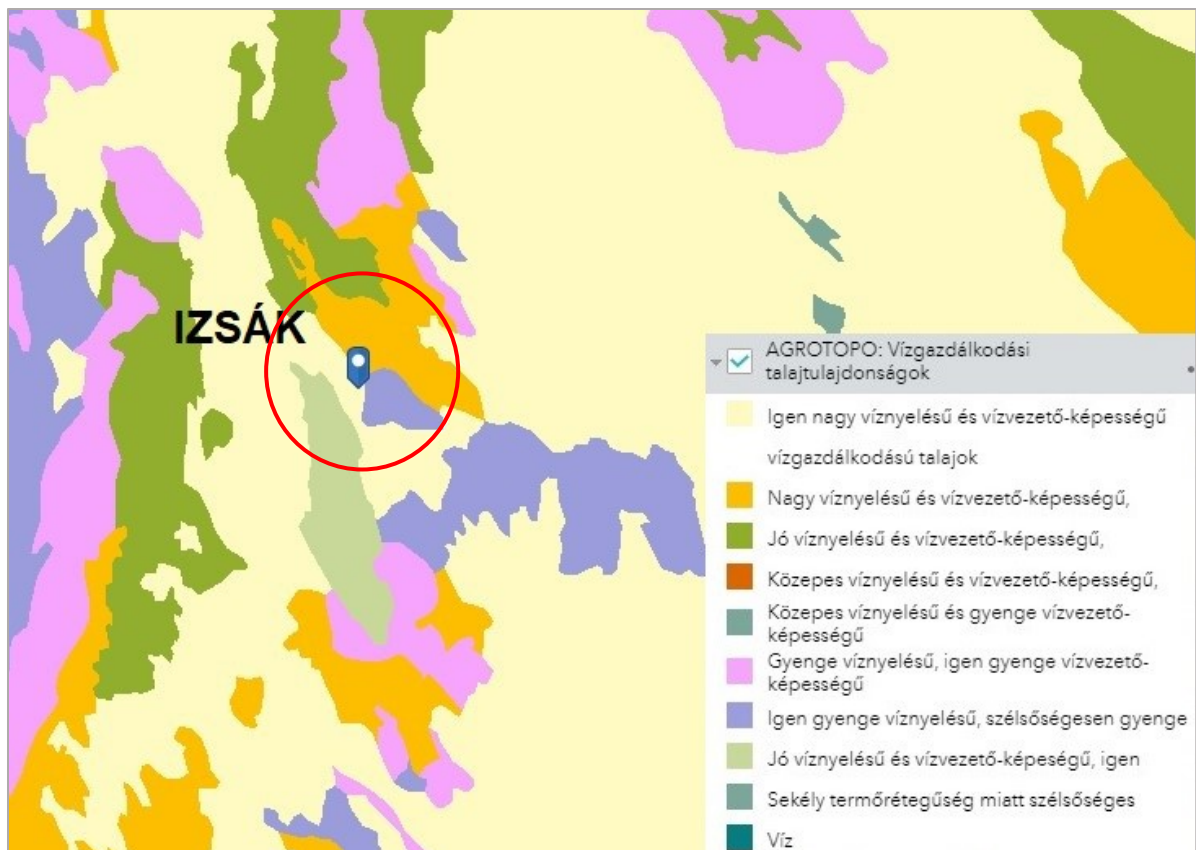 IZSÁK
AGROTOPO: Vízgazdálkodási
talajtulajdonságok
Igen nagy víznyelésű és vízvezető-képességű
vízgazdálkodású talajok
Nagy víznyelésű és vízvezető-képességű,
Jó víznyelésű és vízvezető-képességű,
Közepes víznyelésű és vízvezető-képességű,
Közepes víznyelésű és gyenge vízvezető-
képességű
Gyenge víznyelésű, igen gyenge vízvezető-
képességű
Igen gyenge víznyelésű, szélsőségesen gyenge
Jó víznyelésű és vízvezető-képeségű, igen
Sekély termőrétegűség miatt szélsőséges
Víz